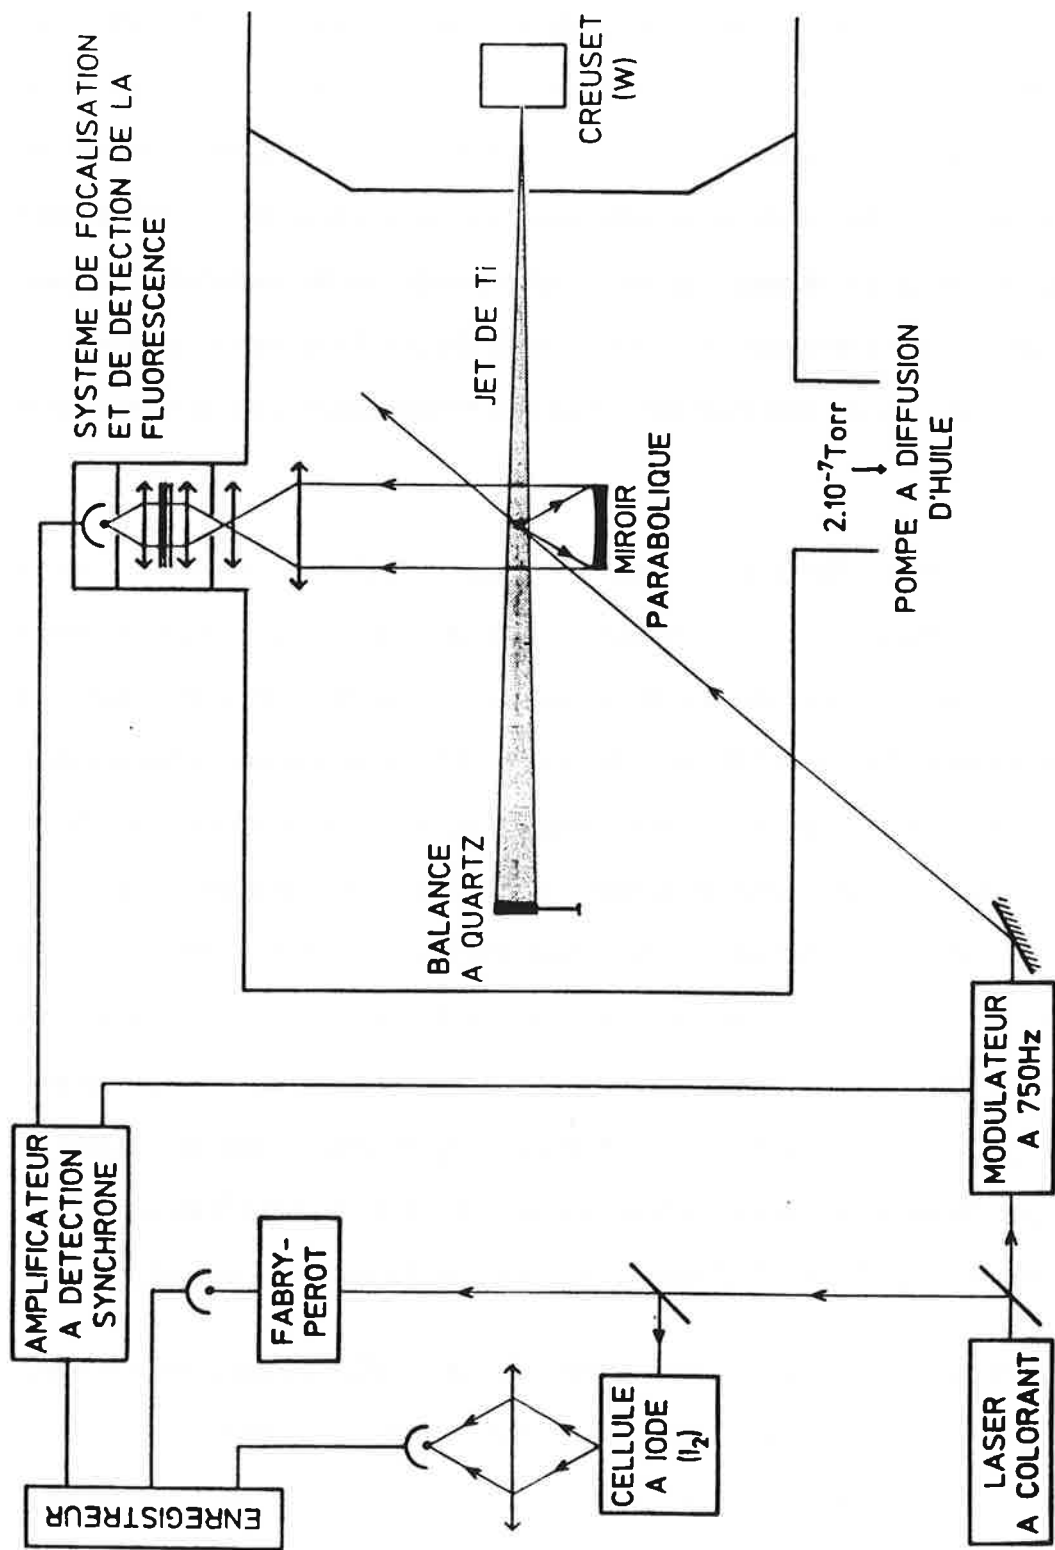 SYSTEME DE FOCALISATION
ET DE DETECTION DE LA
FLUORESCENCE
AMPLIFICATEUR
A DETECTION
SYNCHRONE
ENREGISTREUR
FABRY-
PEROT
CELLULE
A IODE
(I₂)
LASER
A COLORANT
MODULATEUR
A 750Hz
BALANCE
A QUARTZ
JET DE Ti
CREUSET
(W)
MIROIR
PARABOLIQUE
2.10⁻⁷Torr
POMPE A DIFFUSION
D'HUILE